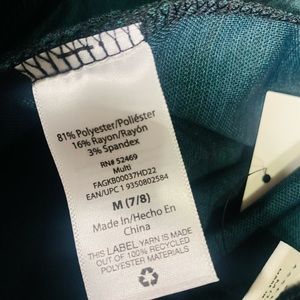 81% Polyester/Poliéster
16% Rayon/Rayón
3% Spandex
RN# 52469
Multi
FAGKB00037HD22
EAN/UPC 1 9350802584
M (7/8)
Made In/Hecho En
China
THIS LABEL YARN IS MADE
OUT OF 100% RECYCLED
POLYESTER MATERIALS